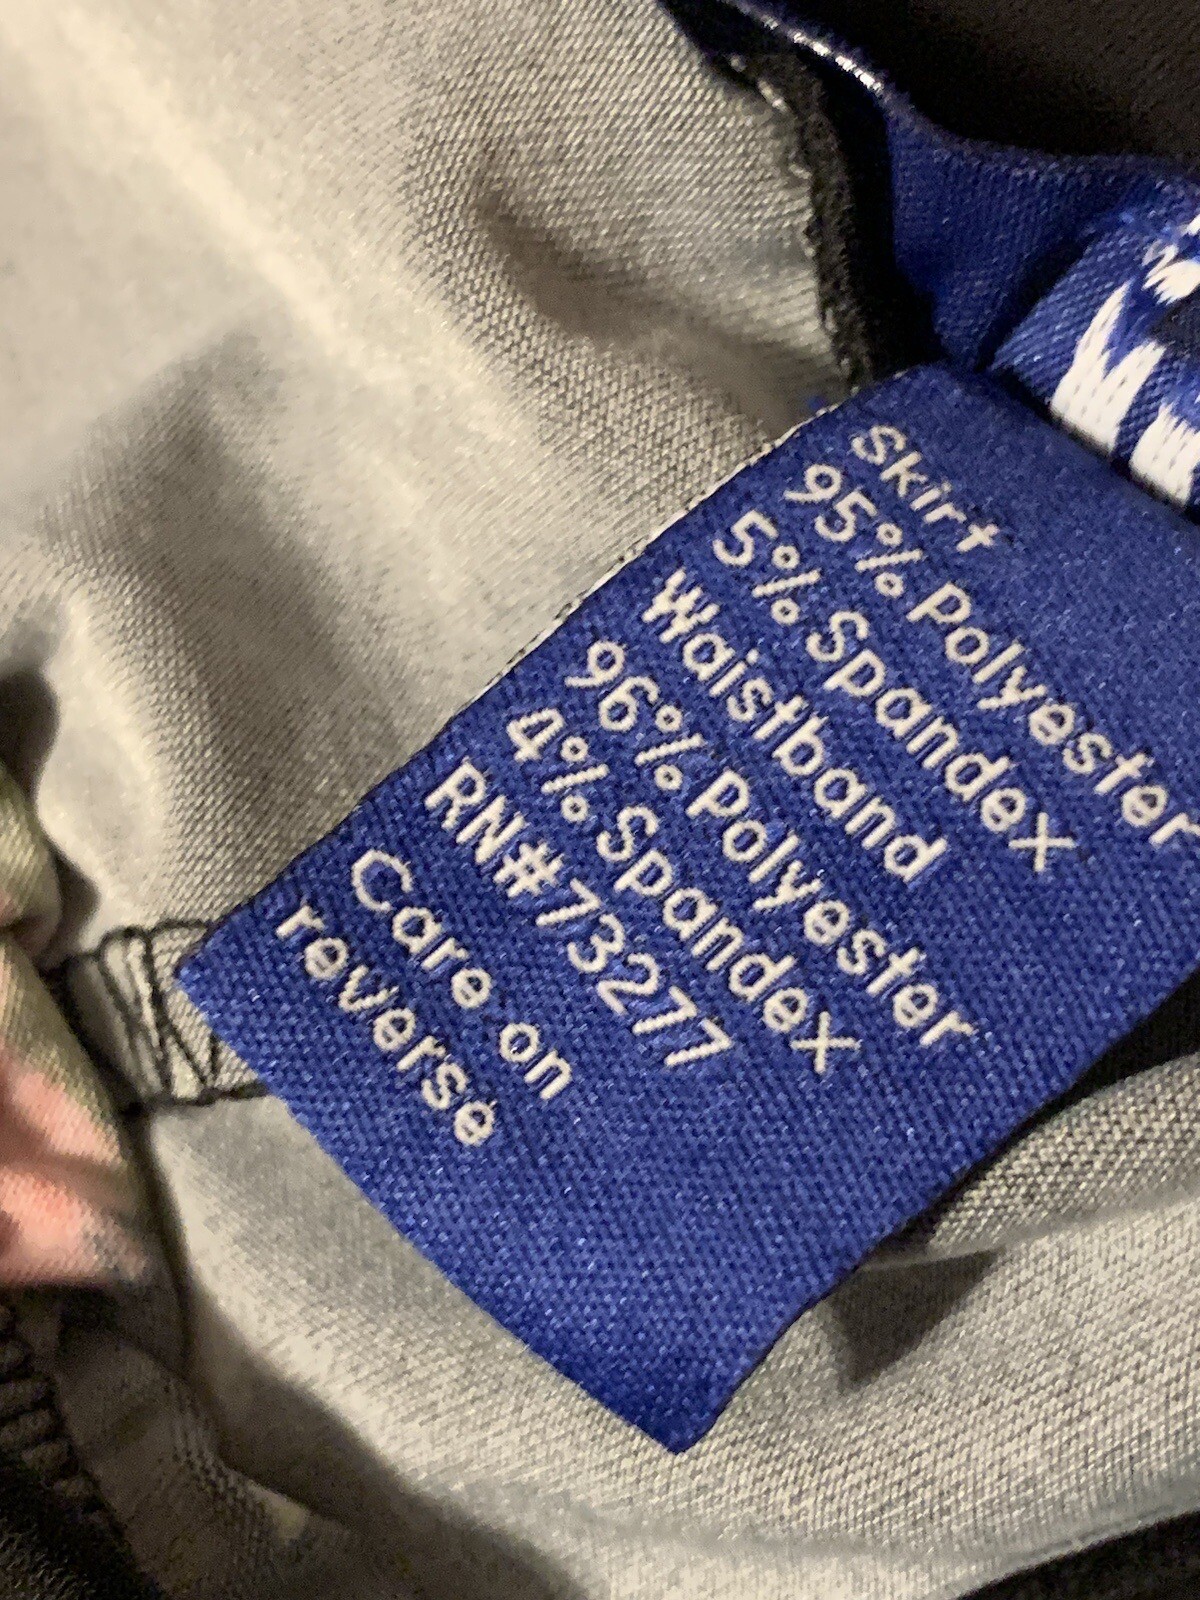 Skirt
95% Polyester
5% Spandex
Waistband
96% Polyester
4% Spandex
RN#73277
Care on
reverse